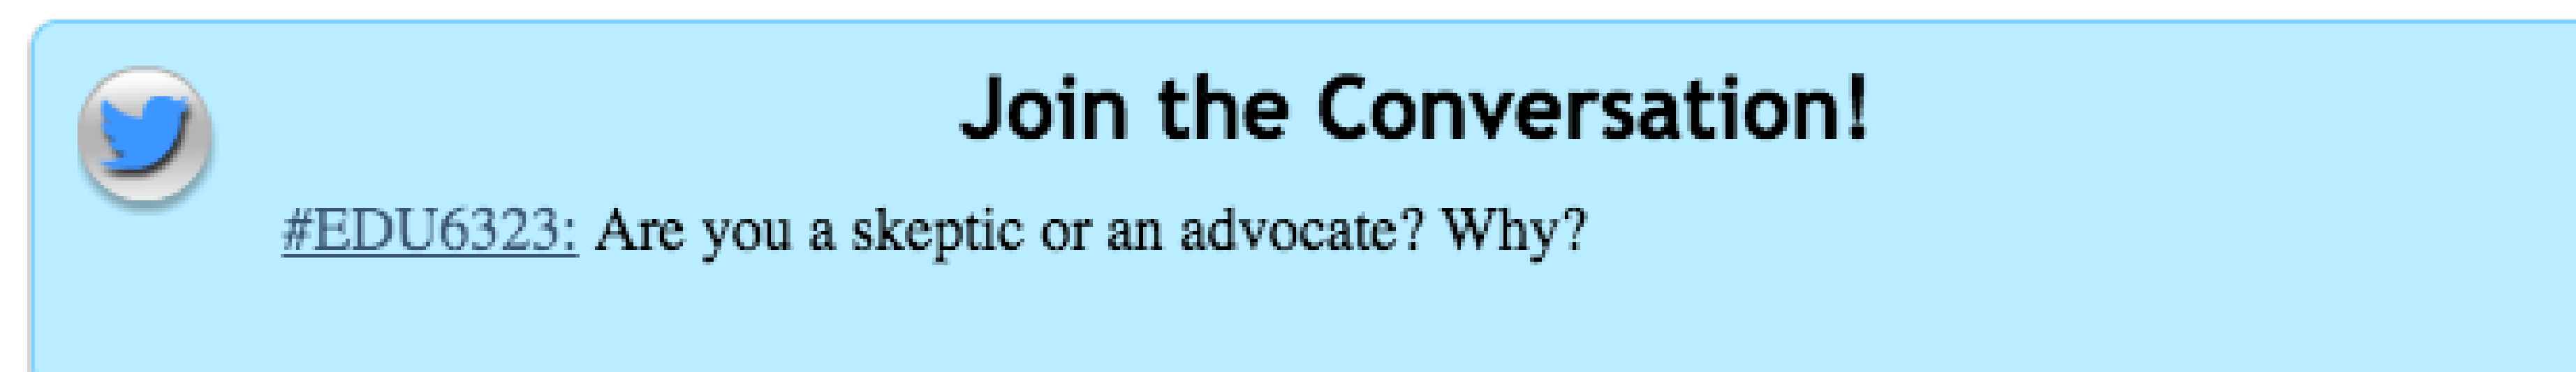 Join the Conversation!
#EDU6323: Are you a skeptic or an advocate? Why?